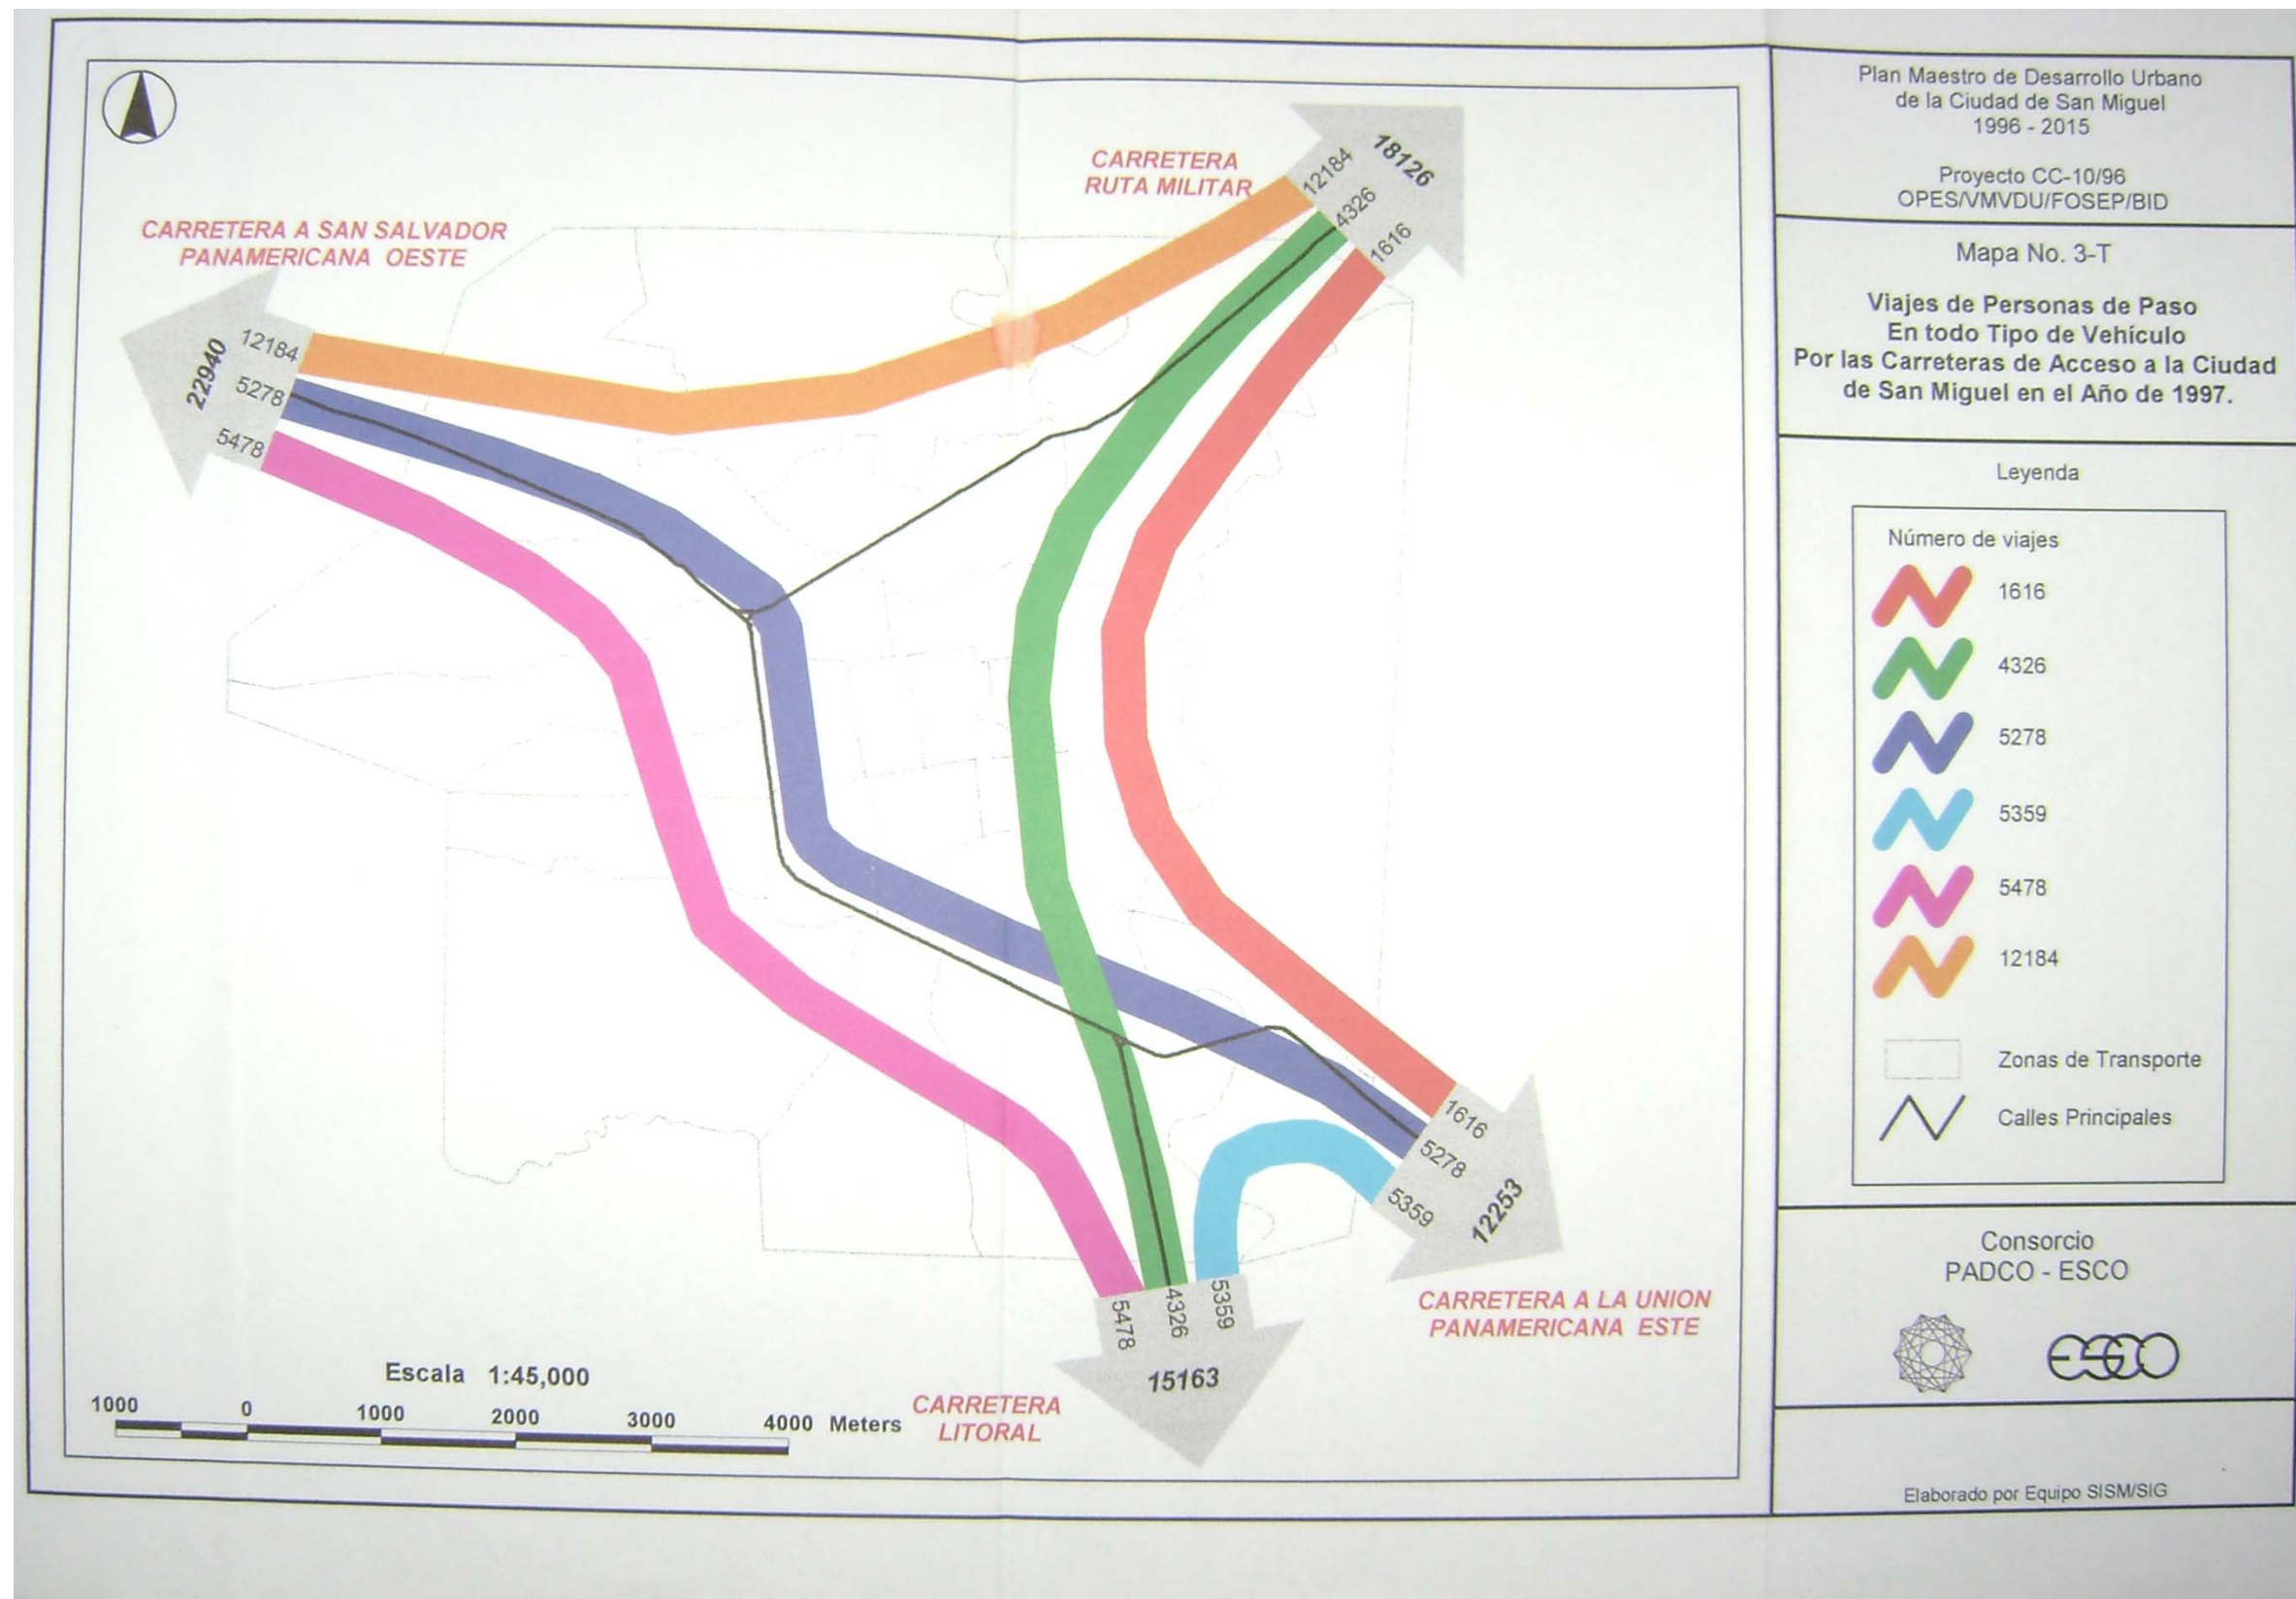 Plan Maestro de Desarrollo Urbano
de la Ciudad de San Miguel
1996 - 2015
Proyecto CC-10/96
OPES/VMVDU/FOSEP/BID
Mapa No. 3-T
Viajes de Personas de Paso
En todo Tipo de Vehículo
Por las Carreteras de Acceso a la Ciudad
de San Miguel en el Año de 1997.
Leyenda
Número de viajes
1616
4326
5278
5359
5478
12184
Zonas de Transporte
Calles Principales
Consorcio
PADCO - ESCO
esco
Elaborado por Equipo SISM/SIG
CARRETERA
RUTA MILITAR
12184
4326
1616
18126
CARRETERA A SAN SALVADOR
PANAMERICANA OESTE
12184
5278
5478
22940
1616
5278
5359
12253
CARRETERA A LA UNION
PANAMERICANA ESTE
5478
4326
5359
15163
CARRETERA
LITORAL
Escala 1:45,000
1000 0 1000 2000 3000 4000 Meters